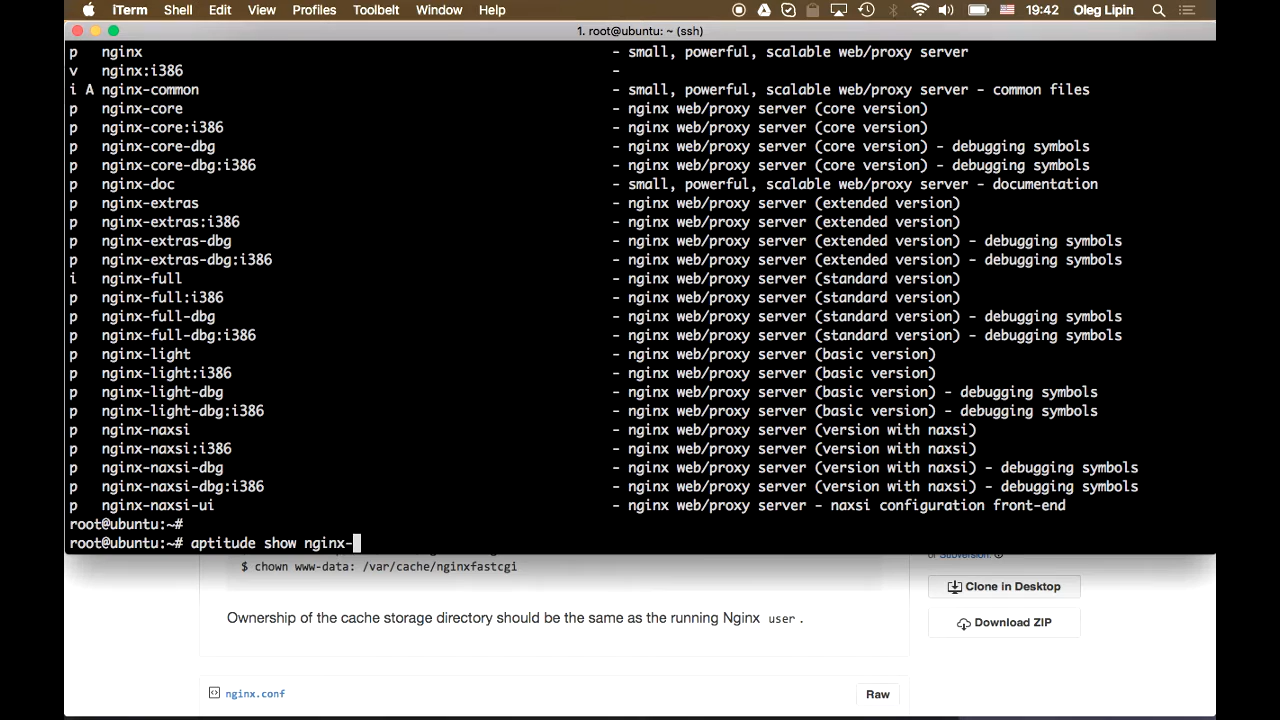 iTerm Shell Edit View Profiles Toolbelt Window Help 19:42 Oleg Lipin
1. root@ubuntu: ~ (ssh)
p nginx - small, powerful, scalable web/proxy server
v nginx:i386 -
i A nginx-common - small, powerful, scalable web/proxy server - common files
p nginx-core - nginx web/proxy server (core version)
p nginx-core:i386 - nginx web/proxy server (core version)
p nginx-core-dbg - nginx web/proxy server (core version) - debugging symbols
p nginx-core-dbg:i386 - nginx web/proxy server (core version) - debugging symbols
p nginx-doc - small, powerful, scalable web/proxy server - documentation
p nginx-extras - nginx web/proxy server (extended version)
p nginx-extras:i386 - nginx web/proxy server (extended version)
p nginx-extras-dbg - nginx web/proxy server (extended version) - debugging symbols
p nginx-extras-dbg:i386 - nginx web/proxy server (extended version) - debugging symbols
i nginx-full - nginx web/proxy server (standard version)
p nginx-full:i386 - nginx web/proxy server (standard version)
p nginx-full-dbg - nginx web/proxy server (standard version) - debugging symbols
p nginx-full-dbg:i386 - nginx web/proxy server (standard version) - debugging symbols
p nginx-light - nginx web/proxy server (basic version)
p nginx-light:i386 - nginx web/proxy server (basic version)
p nginx-light-dbg - nginx web/proxy server (basic version) - debugging symbols
p nginx-light-dbg:i386 - nginx web/proxy server (basic version) - debugging symbols
p nginx-naxsi - nginx web/proxy server (version with naxsi)
p nginx-naxsi:i386 - nginx web/proxy server (version with naxsi)
p nginx-naxsi-dbg - nginx web/proxy server (version with naxsi) - debugging symbols
p nginx-naxsi-dbg:i386 - nginx web/proxy server (version with naxsi) - debugging symbols
p nginx-naxsi-ui - nginx web/proxy server - naxsi configuration front-end
root@ubuntu:~#
root@ubuntu:~# aptitude show nginx-
or Subversion.
$ chown www-data: /var/cache/nginxfastcgi
Clone in Desktop
Ownership of the cache storage directory should be the same as the running Nginx user .
Download ZIP
nginx.conf
Raw